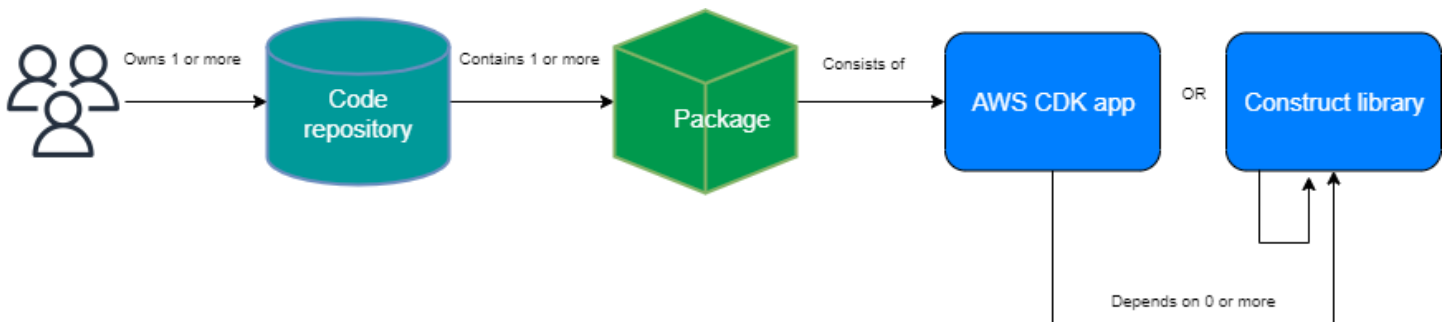 Owns 1 or more
Code
repository
Contains 1 or more
Package
Consists of
AWS CDK app
OR
Construct library
Depends on 0 or more